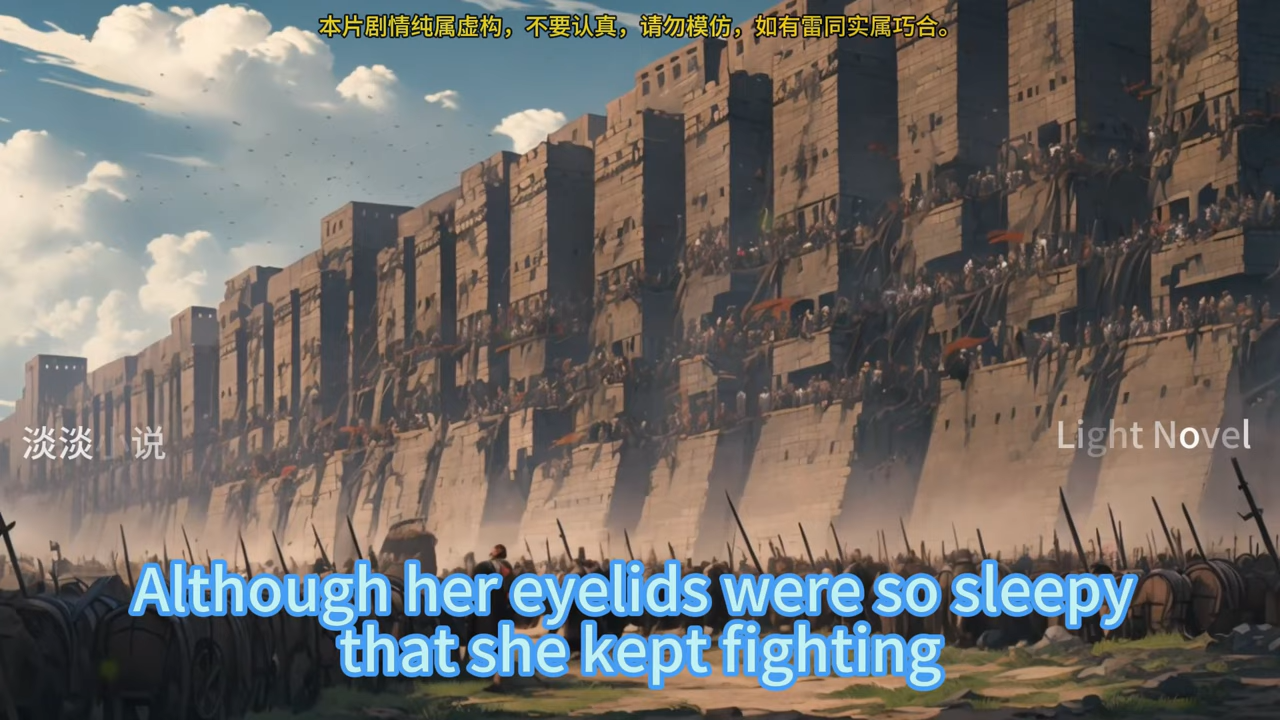 本片剧情纯属虚构，不要认真，请勿模仿，如有雷同实属巧合。
淡淡 说
Light Novel
Although her eyelids were so sleepy
that she kept fighting